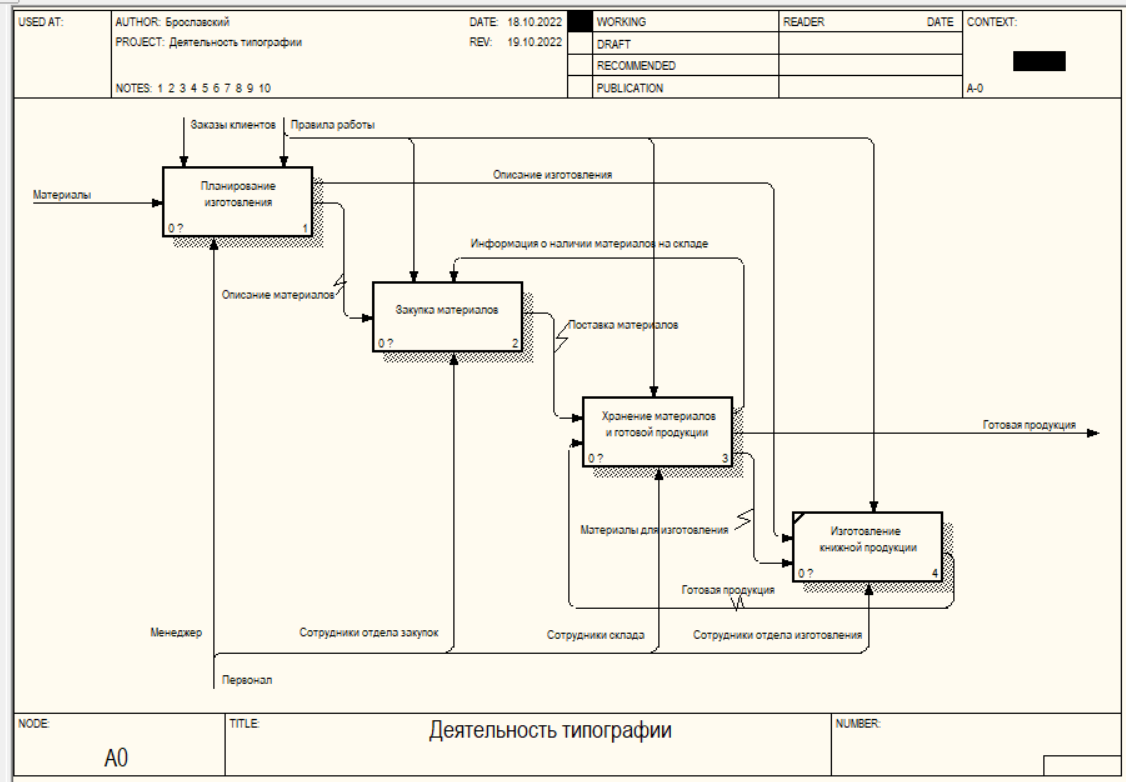 USED AT:
AUTHOR: Брославский
DATE: 18.10.2022
WORKING
READER
DATE
CONTEXT:
PROJECT: Деятельность типографии
REV: 19.10.2022
DRAFT
RECOMMENDED
NOTES: 1 2 3 4 5 6 7 8 9 10
PUBLICATION
A-0
Заказы клиентов
Правила работы
Материалы
Планирование
изготовления
0 ?
1
Описание изготовления
Информация о наличии материалов на складе
Описание материалов
Закупка материалов
0 ?
2
Поставка материалов
Хранение материалов
и готовой продукции
0 ?
3
Готовая продукция
Материалы для изготовления
Изготовление
книжной продукции
0 ?
4
Готовая продукция
Менеджер
Сотрудники отдела закупок
Сотрудники склада
Сотрудники отдела изготовления
Первонал
NODE:
TITLE:
Деятельность типографии
NUMBER:
A0